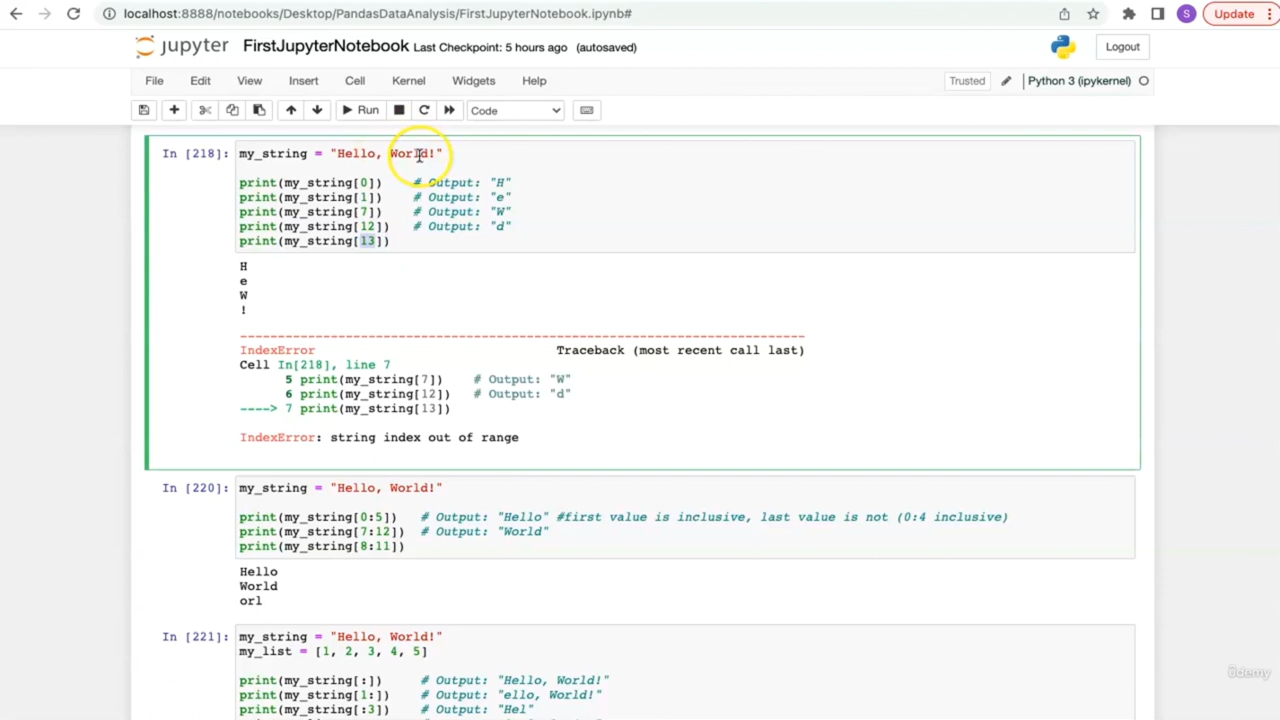 localhost:8888/notebooks/Desktop/PandasDataAnalysis/FirstJupyterNotebook.ipynb#
S
Update
jupyter FirstJupyterNotebook Last Checkpoint: 5 hours ago (autosaved)
Logout
File Edit View Insert Cell Kernel Widgets Help
Trusted Python 3 (ipykernel)
Run Code
In [218]: my_string = "Hello, World!"
print(my_string[0]) # Output: "H"
print(my_string[1]) # Output: "e"
print(my_string[7]) # Output: "W"
print(my_string[12]) # Output: "d"
print(my_string[13])
H
e
W
!
---------------------------------------------------------------------------
IndexError Traceback (most recent call last)
Cell In[218], line 7
5 print(my_string[7]) # Output: "W"
6 print(my_string[12]) # Output: "d"
----> 7 print(my_string[13])
IndexError: string index out of range
In [220]: my_string = "Hello, World!"
print(my_string[0:5]) # Output: "Hello" #first value is inclusive, last value is not (0:4 inclusive)
print(my_string[7:12]) # Output: "World"
print(my_string[8:11])
Hello
World
orl
In [221]: my_string = "Hello, World!"
my_list = [1, 2, 3, 4, 5]
print(my_string[:]) # Output: "Hello, World!"
print(my_string[1:]) # Output: "ello, World!"
print(my_string[:3]) # Output: "Hel"
ûdemy